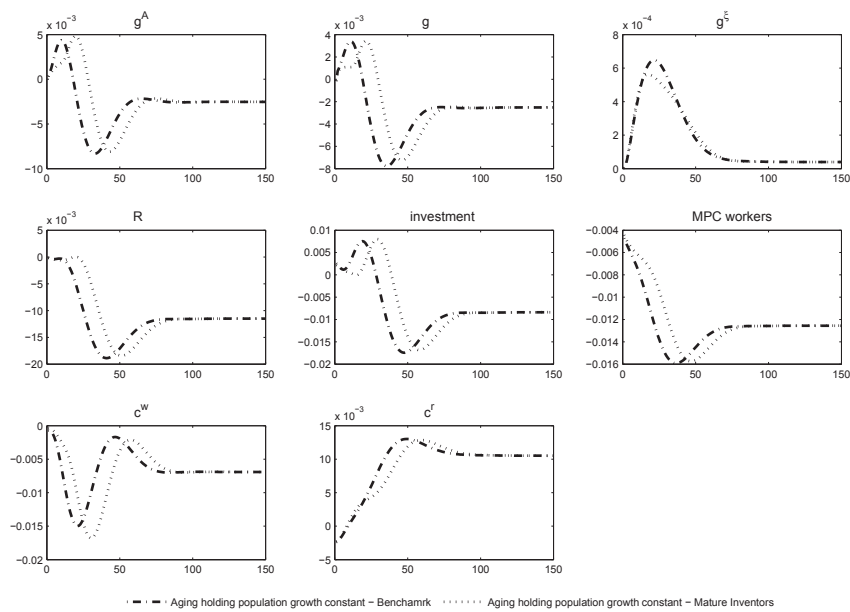 g^A
x 10^−3
5
0
−5
−10
0 50 100 150
g
x 10^−3
4
2
0
−2
−4
−6
−8
0 50 100 150
g^ξ
x 10^−4
8
6
4
2
0
0 50 100 150
R
x 10^−3
5
0
−5
−10
−15
−20
0 50 100 150
investment
0.01
0.005
0
−0.005
−0.01
−0.015
−0.02
0 50 100 150
MPC workers
−0.004
−0.006
−0.008
−0.01
−0.012
−0.014
−0.016
0 50 100 150
c^w
0
−0.005
−0.01
−0.015
−0.02
0 50 100 150
c^r
x 10^−3
15
10
5
0
−5
0 50 100 150
Aging holding population growth constant − Benchamrk
Aging holding population growth constant − Mature Inventors